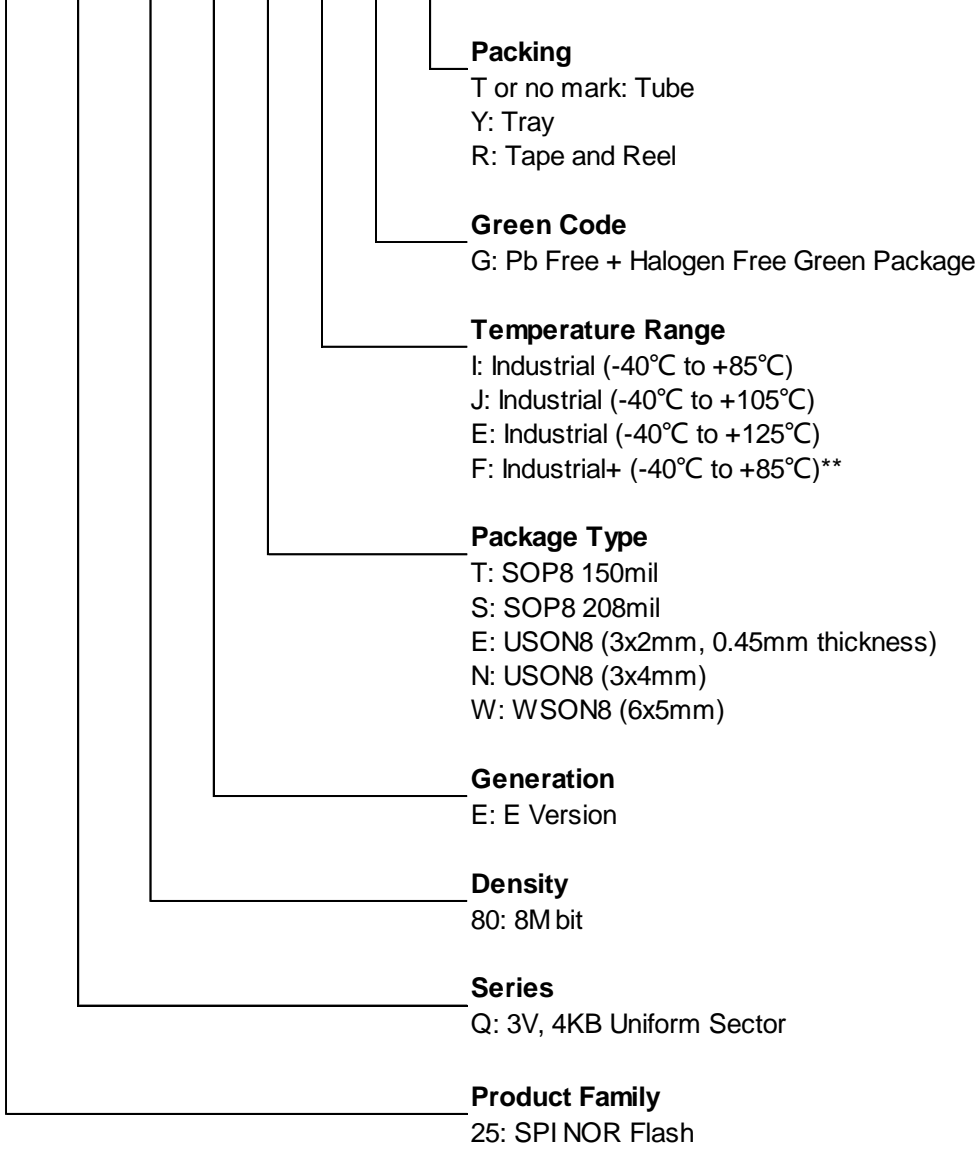 Packing
T or no mark: Tube
Y: Tray
R: Tape and Reel
Green Code
G: Pb Free + Halogen Free Green Package
Temperature Range
I: Industrial (-40℃ to +85℃)
J: Industrial (-40℃ to +105℃)
E: Industrial (-40℃ to +125℃)
F: Industrial+ (-40℃ to +85℃)**
Package Type
T: SOP8 150mil
S: SOP8 208mil
E: USON8 (3x2mm, 0.45mm thickness)
N: USON8 (3x4mm)
W: WSON8 (6x5mm)
Generation
E: E Version
Density
80: 8M bit
Series
Q: 3V, 4KB Uniform Sector
Product Family
25: SPI NOR Flash